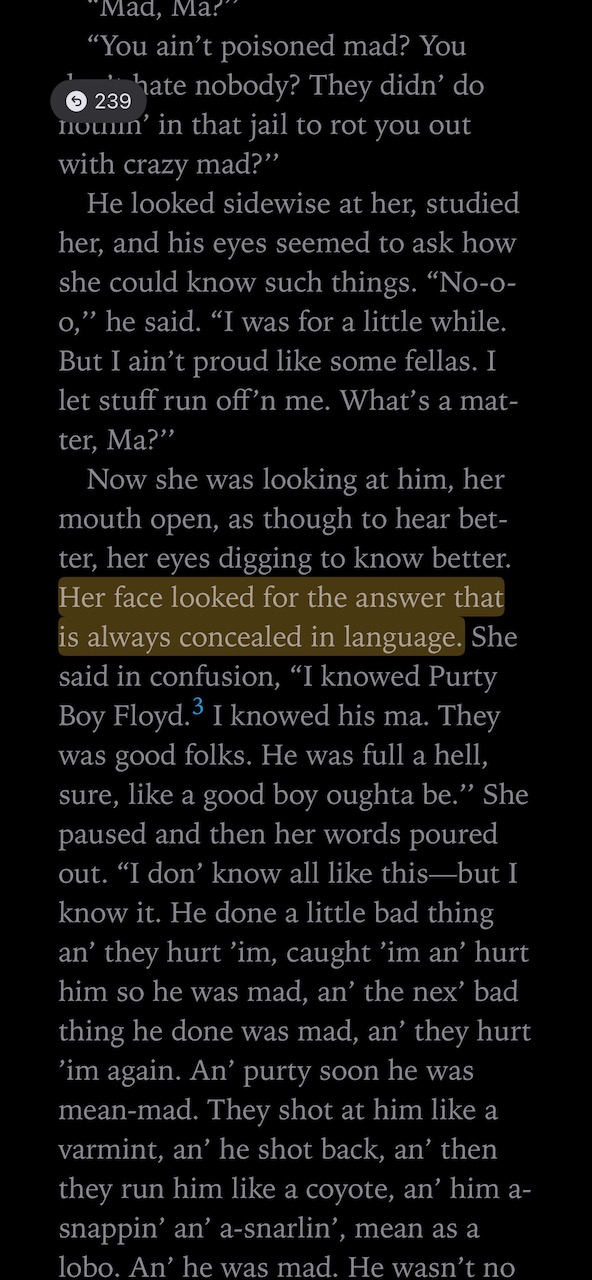 “Mad, Ma?’’
“You ain’t poisoned mad? You
hate nobody? They didn’ do
239
nothin’ in that jail to rot you out
with crazy mad?’’
He looked sidewise at her, studied
her, and his eyes seemed to ask how
she could know such things. “No-o-
o,’’ he said. “I was for a little while.
But I ain’t proud like some fellas. I
let stuff run off’n me. What’s a mat-
ter, Ma?’’
Now she was looking at him, her
mouth open, as though to hear bet-
ter, her eyes digging to know better.
Her face looked for the answer that
is always concealed in language. She
said in confusion, “I knowed Purty
Boy Floyd.3 I knowed his ma. They
was good folks. He was full a hell,
sure, like a good boy oughta be.’’ She
paused and then her words poured
out. “I don’ know all like this—but I
know it. He done a little bad thing
an’ they hurt ’im, caught ’im an’ hurt
him so he was mad, an’ the nex’ bad
thing he done was mad, an’ they hurt
’im again. An’ purty soon he was
mean-mad. They shot at him like a
varmint, an’ he shot back, an’ then
they run him like a coyote, an’ him a-
snappin’ an’ a-snarlin’, mean as a
lobo. An’ he was mad. He wasn’t no